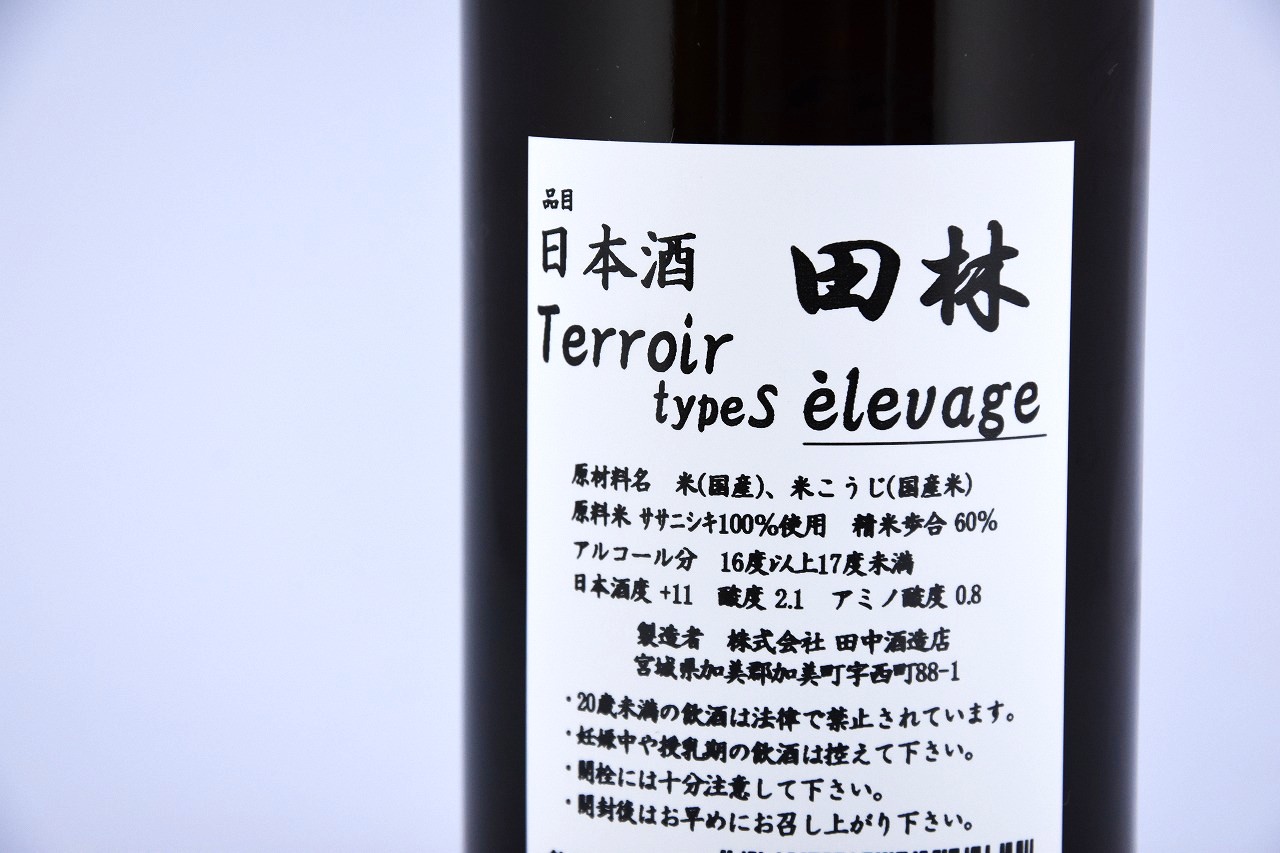 品目
日本酒 田林
Terroir
typeS èlevage
原材料名 米(国産)、米こうじ(国産米)
原料米 ササニシキ100%使用 精米歩合 60%
アルコール分 16度以上17度未満
日本酒度 +11 酸度 2.1 アミノ酸度 0.8
製造者 株式会社 田中酒造店
宮城県加美郡加美町字西町88-1
・20歳未満の飲酒は法律で禁止されています。
・妊娠中や授乳期の飲酒は控えて下さい。
・開栓には十分注意して下さい。
・開封後はお早めにお召し上がり下さい。